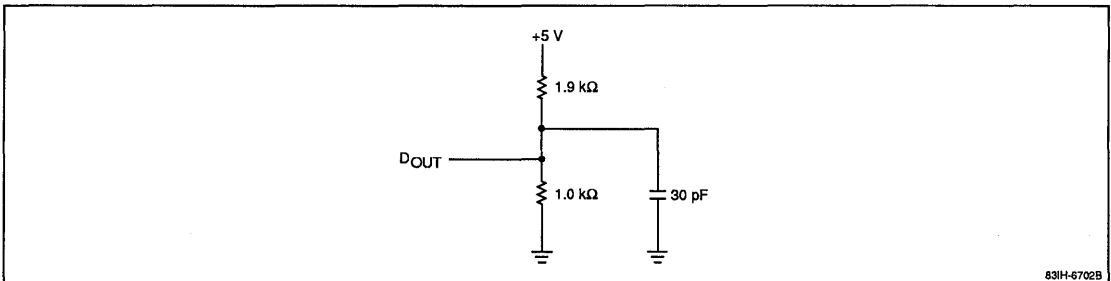 +5 V
1.9 kΩ
DOUT
1.0 kΩ
30 pF
83IH-6702B